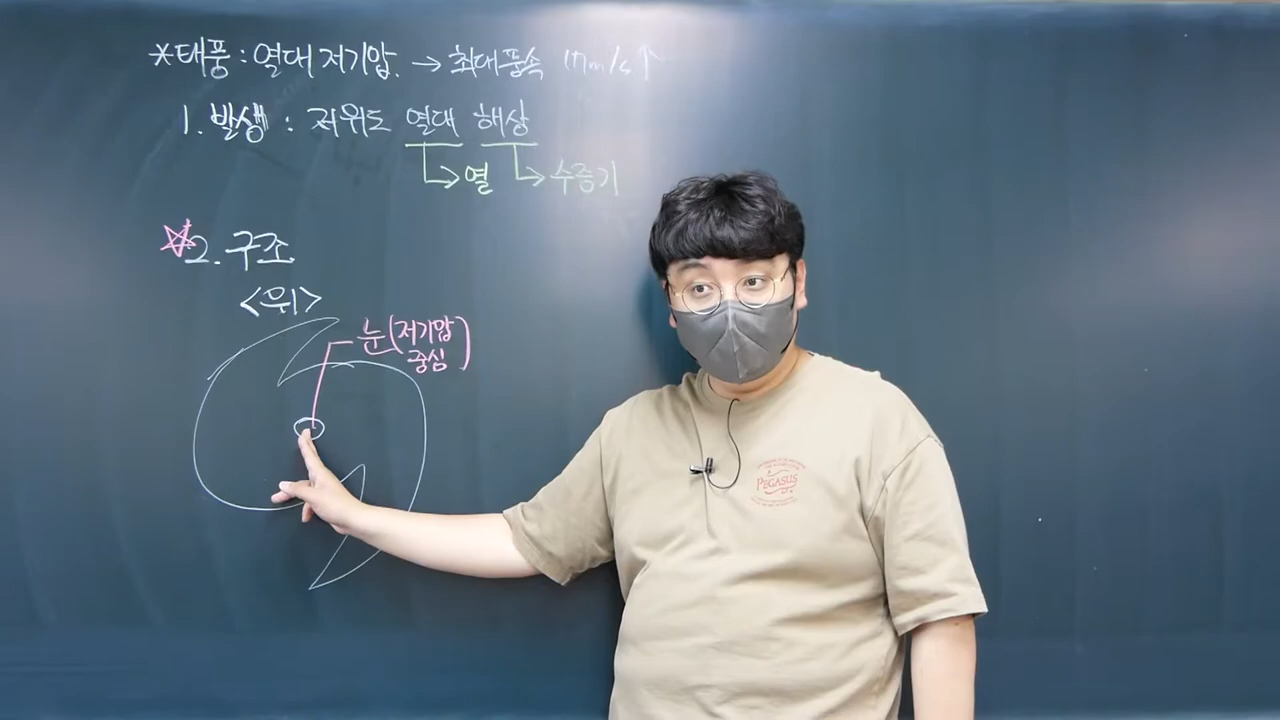 *태풍 : 열대 저기압. → 최대풍속 17m/s↑
1. 발생 : 저위도 열대 해상
→열 →수증기
☆2. 구조
<위>
눈(저기압
중심)
PEGASUS